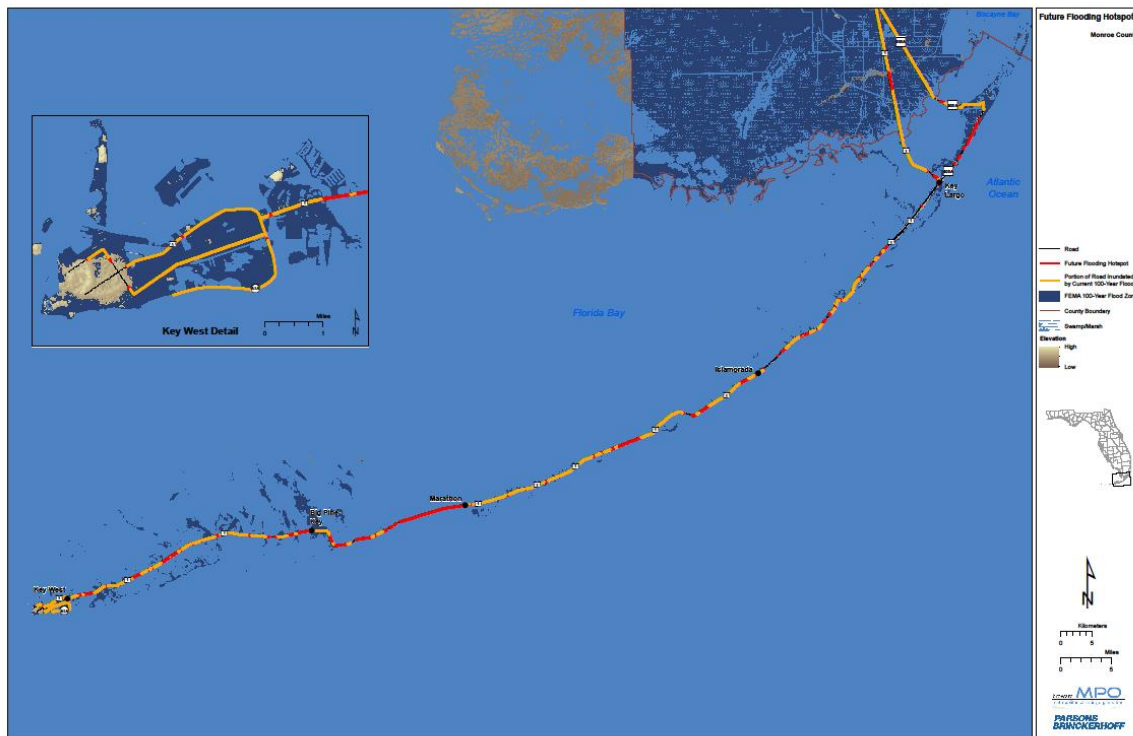 Future Flooding Hotspot
Monroe Coun
Biscayne Bay
Key
Largo
Atlantic
Ocean
Florida Bay
Islamorada
Marathon
Big Pine
Key
Key West
Key West Detail
Miles
0 1
N
Road
Future Flooding Hotspot
Portion of Road Inundated
by Current 100-Year Flood
FEMA 100-Year Flood Zon
County Boundary
Swamp/Marsh
Elevation
High
Low
N
Kilometers
0 5
Miles
0 5
MPO
PARSONS
BRINCKERHOFF